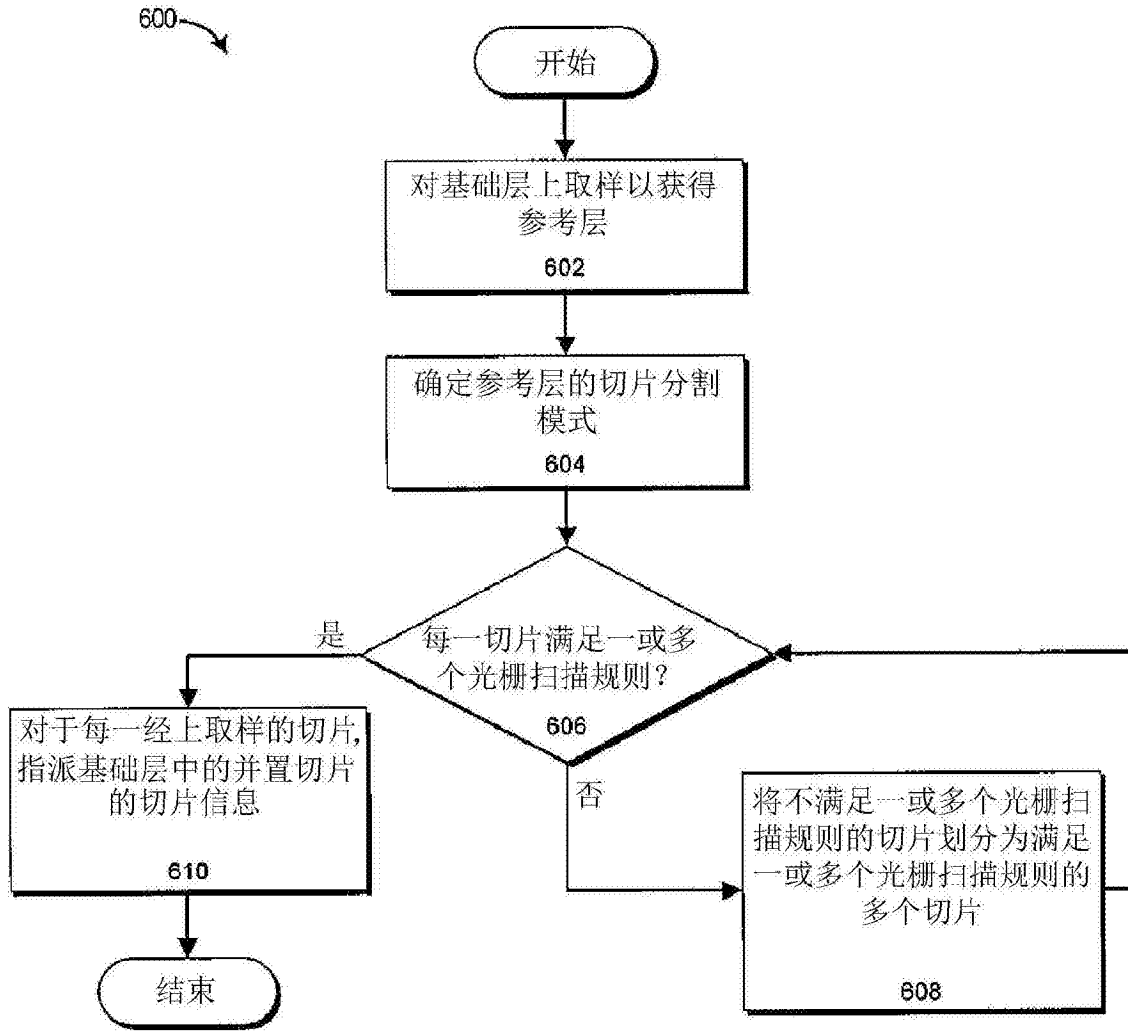 600
开始
对基础层上取样以获得
参考层
602
确定参考层的切片分割
模式
604
每一切片满足一或多
个光栅扫描规则?
606
是
否
对于每一经上取样的切片,
指派基础层中的并置切片
的切片信息
610
将不满足一或多个光栅扫
描规则的切片划分为满足
一或多个光栅扫描规则的
多个切片
608
结束